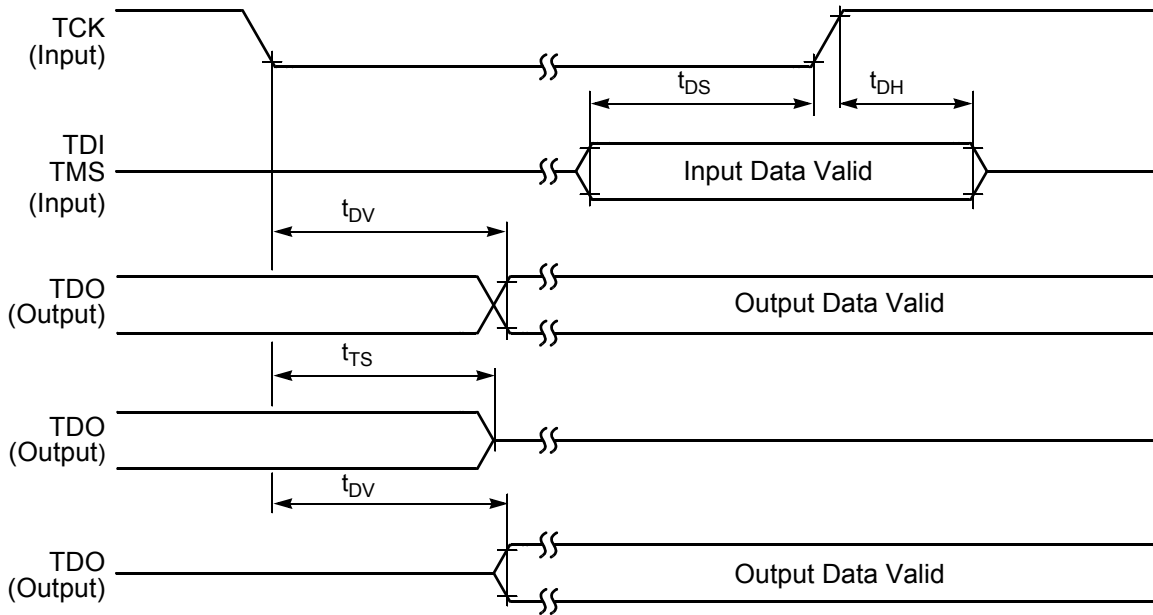 TCK
(Input)
tDS
tDH
TDI
TMS
(Input)
Input Data Valid
tDV
TDO
(Output)
Output Data Valid
tTS
TDO
(Output)
tDV
TDO
(Output)
Output Data Valid